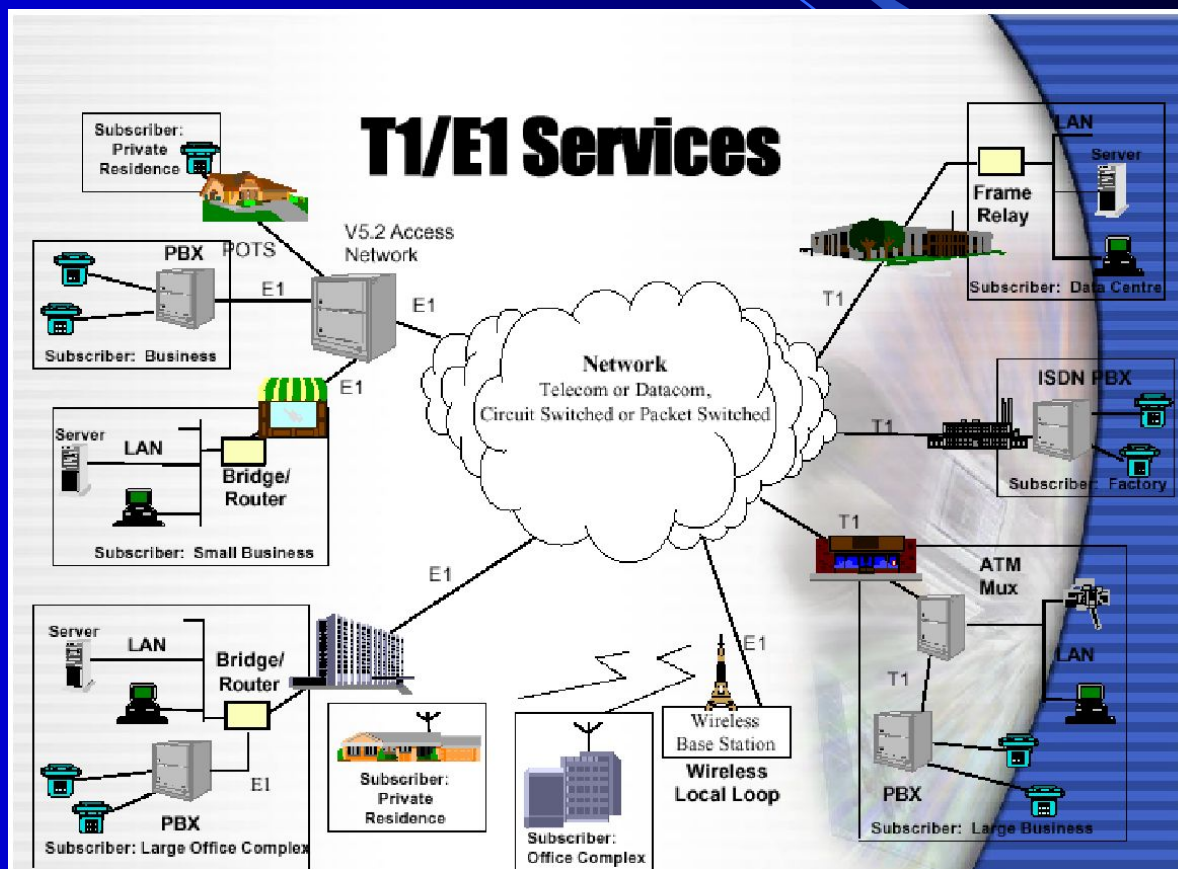 T1/E1 Services
Subscriber:
Private
Residence
POTS
V5.2 Access
Network
PBX
E1
E1
Subscriber: Business
E1
Server
LAN
Bridge/
Router
Subscriber: Small Business
Network
Telecom or Datacom,
Circuit Switched or Packet Switched
LAN
Server
Frame
Relay
Subscriber: Data Centre
T1
ISDN PBX
T1
Subscriber: Factory
T1
ATM
Mux
LAN
T1
PBX
Subscriber: Large Business
E1
Server
LAN
Bridge/
Router
E1
PBX
Subscriber: Large Office Complex
Subscriber:
Private
Residence
Subscriber:
Office Complex
E1
Wireless
Base Station
Wireless
Local Loop